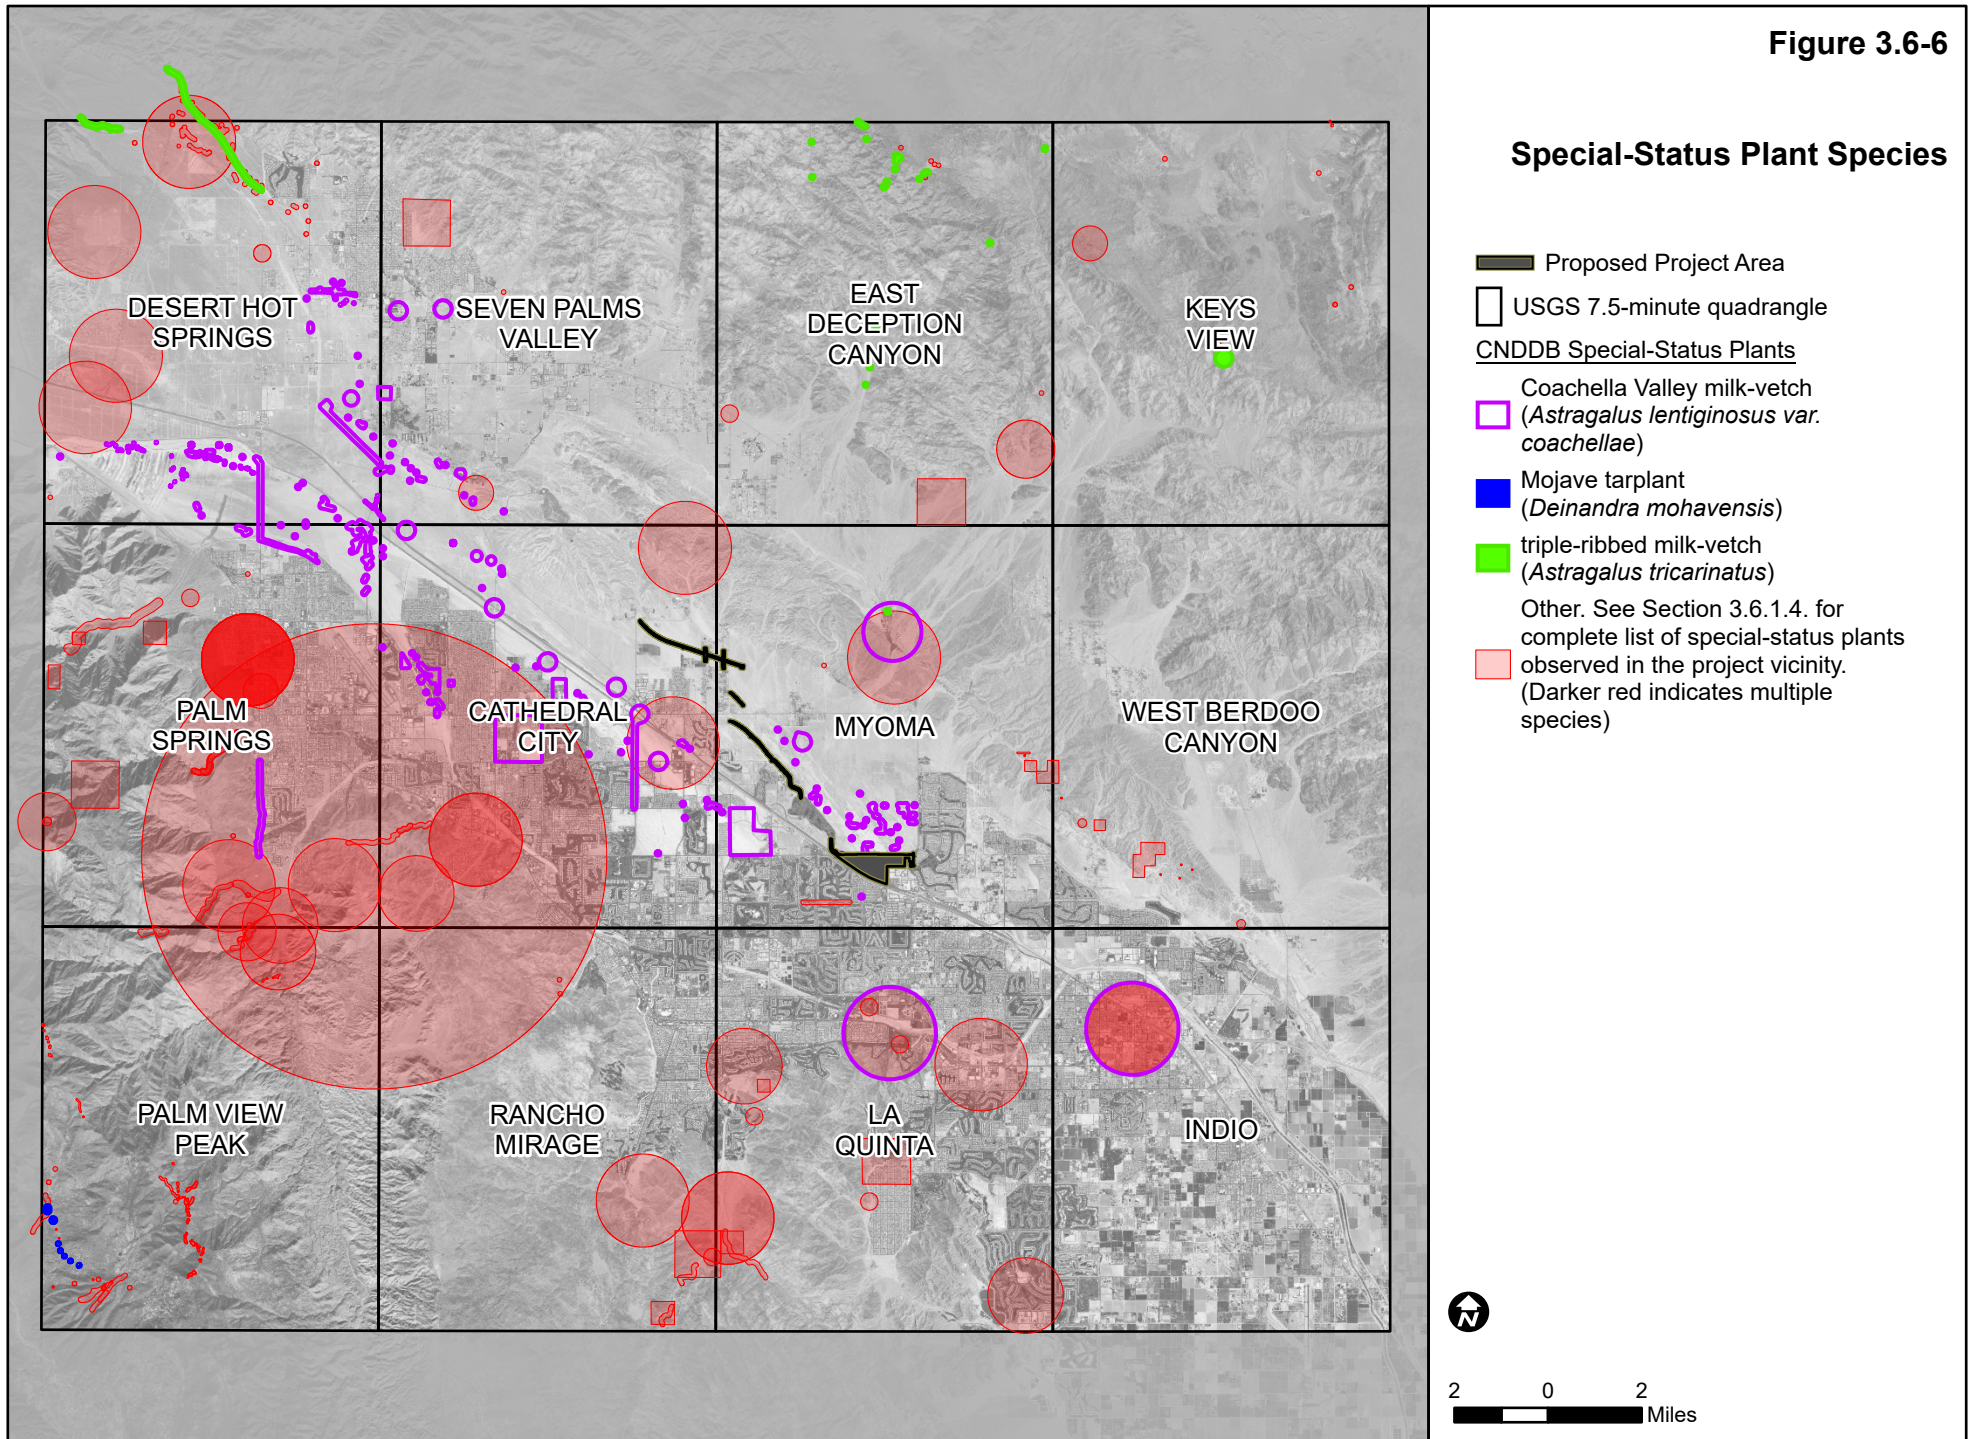 Figure 3.6-6
Special-Status Plant Species
Proposed Project Area
USGS 7.5-minute quadrangle
CNDDB Special-Status Plants
Coachella Valley milk-vetch
(Astragalus lentiginosus var.
coachellae)
Mojave tarplant
(Deinandra mohavensis)
triple-ribbed milk-vetch
(Astragalus tricarinatus)
Other. See Section 3.6.1.4. for
complete list of special-status plants
observed in the project vicinity.
(Darker red indicates multiple
species)
DESERT HOT
SPRINGS
SEVEN PALMS
VALLEY
EAST
DECEPTION
CANYON
KEYS
VIEW
PALM
SPRINGS
CATHEDRAL
CITY
MYOMA
WEST BERDOO
CANYON
PALM VIEW
PEAK
RANCHO
MIRAGE
LA
QUINTA
INDIO
N
2 0 2
Miles